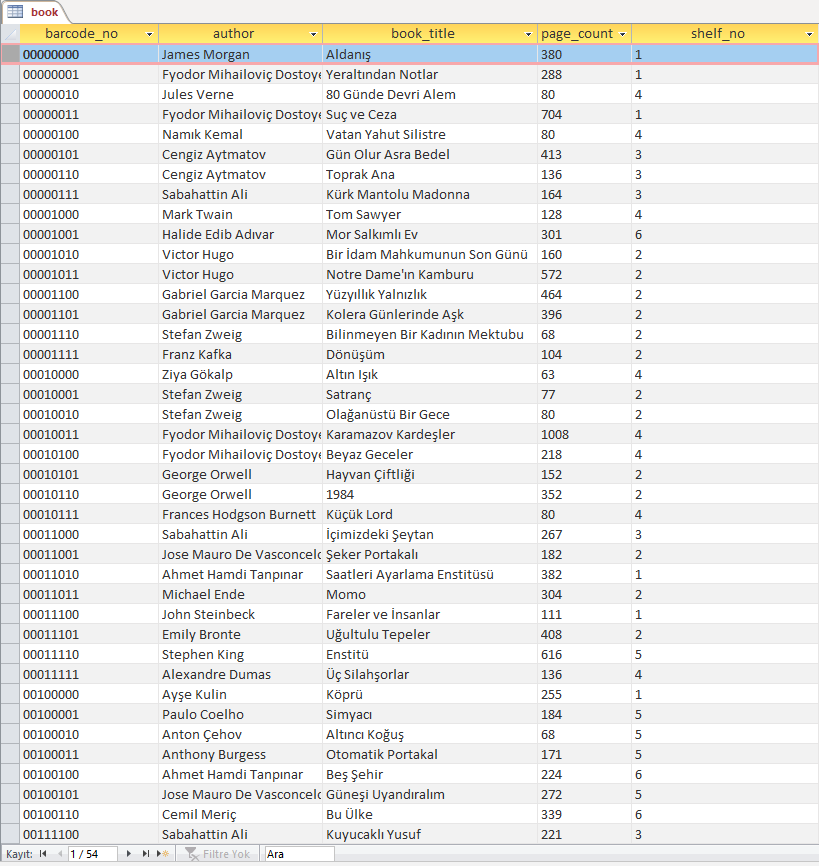 book
barcode_no author book_title page_count shelf_no
00000000 James Morgan Aldanış 380 1
00000001 Fyodor Mihailoviç Dostoye Yeraltından Notlar 288 1
00000010 Jules Verne 80 Günde Devri Alem 80 4
00000011 Fyodor Mihailoviç Dostoye Suç ve Ceza 704 1
00000100 Namık Kemal Vatan Yahut Silistre 80 4
00000101 Cengiz Aytmatov Gün Olur Asra Bedel 413 3
00000110 Cengiz Aytmatov Toprak Ana 136 3
00000111 Sabahattin Ali Kürk Mantolu Madonna 164 3
00001000 Mark Twain Tom Sawyer 128 4
00001001 Halide Edib Adıvar Mor Salkımlı Ev 301 6
00001010 Victor Hugo Bir İdam Mahkumunun Son Günü 160 2
00001011 Victor Hugo Notre Dame'ın Kamburu 572 2
00001100 Gabriel Garcia Marquez Yüzyıllık Yalnızlık 464 2
00001101 Gabriel Garcia Marquez Kolera Günlerinde Aşk 396 2
00001110 Stefan Zweig Bilinmeyen Bir Kadının Mektubu 68 2
00001111 Franz Kafka Dönüşüm 104 2
00010000 Ziya Gökalp Altın Işık 63 4
00010001 Stefan Zweig Satranç 77 2
00010010 Stefan Zweig Olağanüstü Bir Gece 80 2
00010011 Fyodor Mihailoviç Dostoye Karamazov Kardeşler 1008 4
00010100 Fyodor Mihailoviç Dostoye Beyaz Geceler 218 4
00010101 George Orwell Hayvan Çiftliği 152 2
00010110 George Orwell 1984 352 2
00010111 Frances Hodgson Burnett Küçük Lord 80 4
00011000 Sabahattin Ali İçimizdeki Şeytan 267 3
00011001 Jose Mauro De Vasconcelo Şeker Portakalı 182 2
00011010 Ahmet Hamdi Tanpınar Saatleri Ayarlama Enstitüsü 382 1
00011011 Michael Ende Momo 304 2
00011100 John Steinbeck Fareler ve İnsanlar 111 1
00011101 Emily Bronte Uğultulu Tepeler 408 2
00011110 Stephen King Enstitü 616 5
00011111 Alexandre Dumas Üç Silahşorlar 136 4
00100000 Ayşe Kulin Köprü 255 1
00100001 Paulo Coelho Simyacı 184 5
00100010 Anton Çehov Altıncı Koğuş 68 5
00100011 Anthony Burgess Otomatik Portakal 171 5
00100100 Ahmet Hamdi Tanpınar Beş Şehir 224 6
00100101 Jose Mauro De Vasconcelo Güneşi Uyandıralım 272 5
00100110 Cemil Meriç Bu Ülke 339 6
00111100 Sabahattin Ali Kuyucaklı Yusuf 221 3
Kayıt: 1 / 54 Filtre Yok Ara